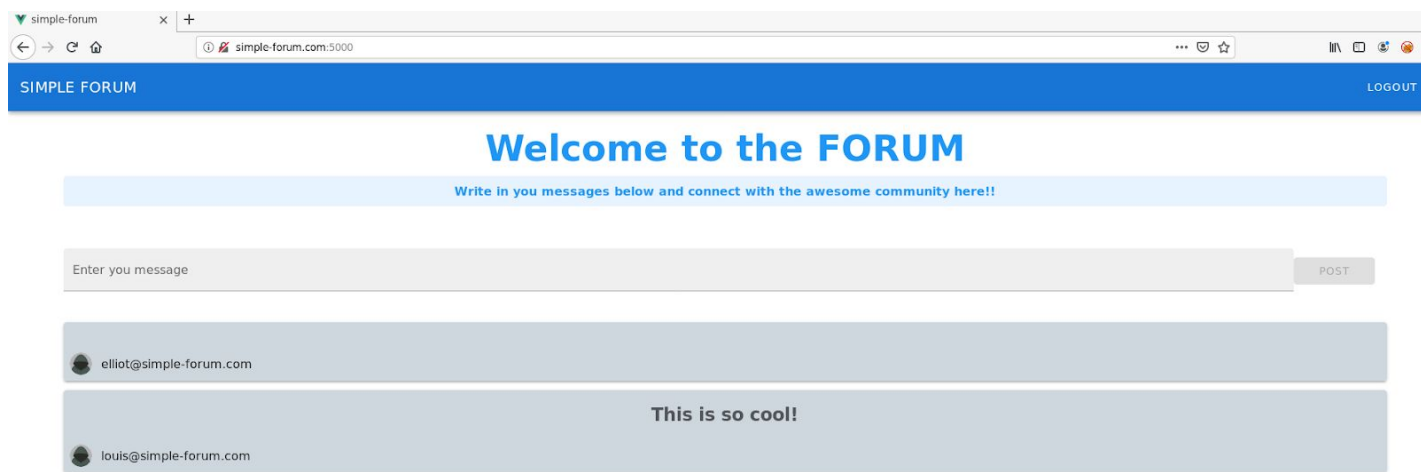 simple-forum
simple-forum.com:5000
SIMPLE FORUM
LOGOUT
Welcome to the FORUM
Write in you messages below and connect with the awesome community here!!
Enter you message
POST
elliot@simple-forum.com
This is so cool!
louis@simple-forum.com